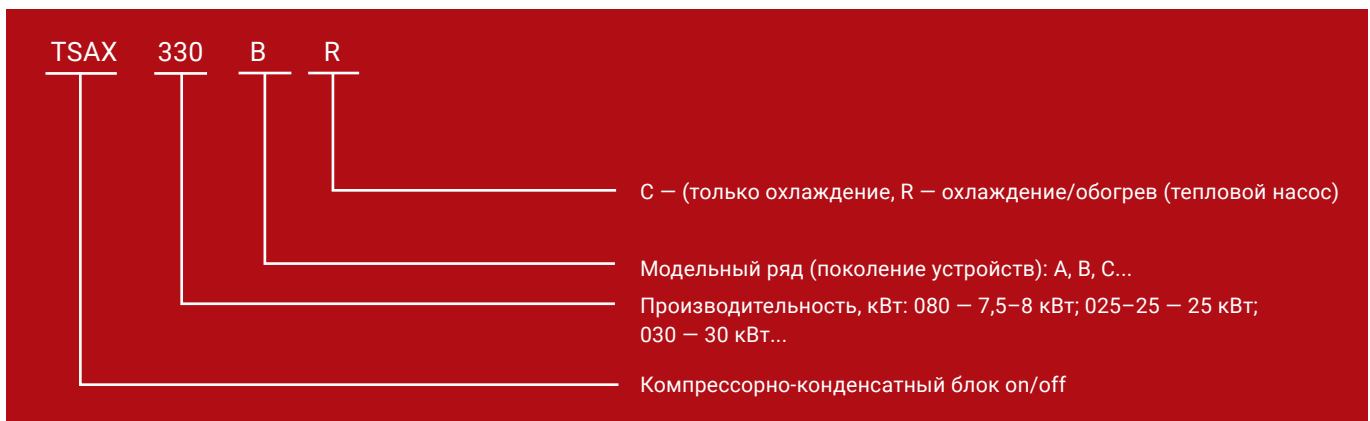 TSAX 330 B R
C — (только охлаждение, R — охлаждение/обогрев (тепловой насос)
Модельный ряд (поколение устройств): A, B, C...
Производительность, кВт: 080 — 7,5–8 кВт; 025–25 — 25 кВт;
030 — 30 кВт...
Компрессорно-конденсатный блок on/off